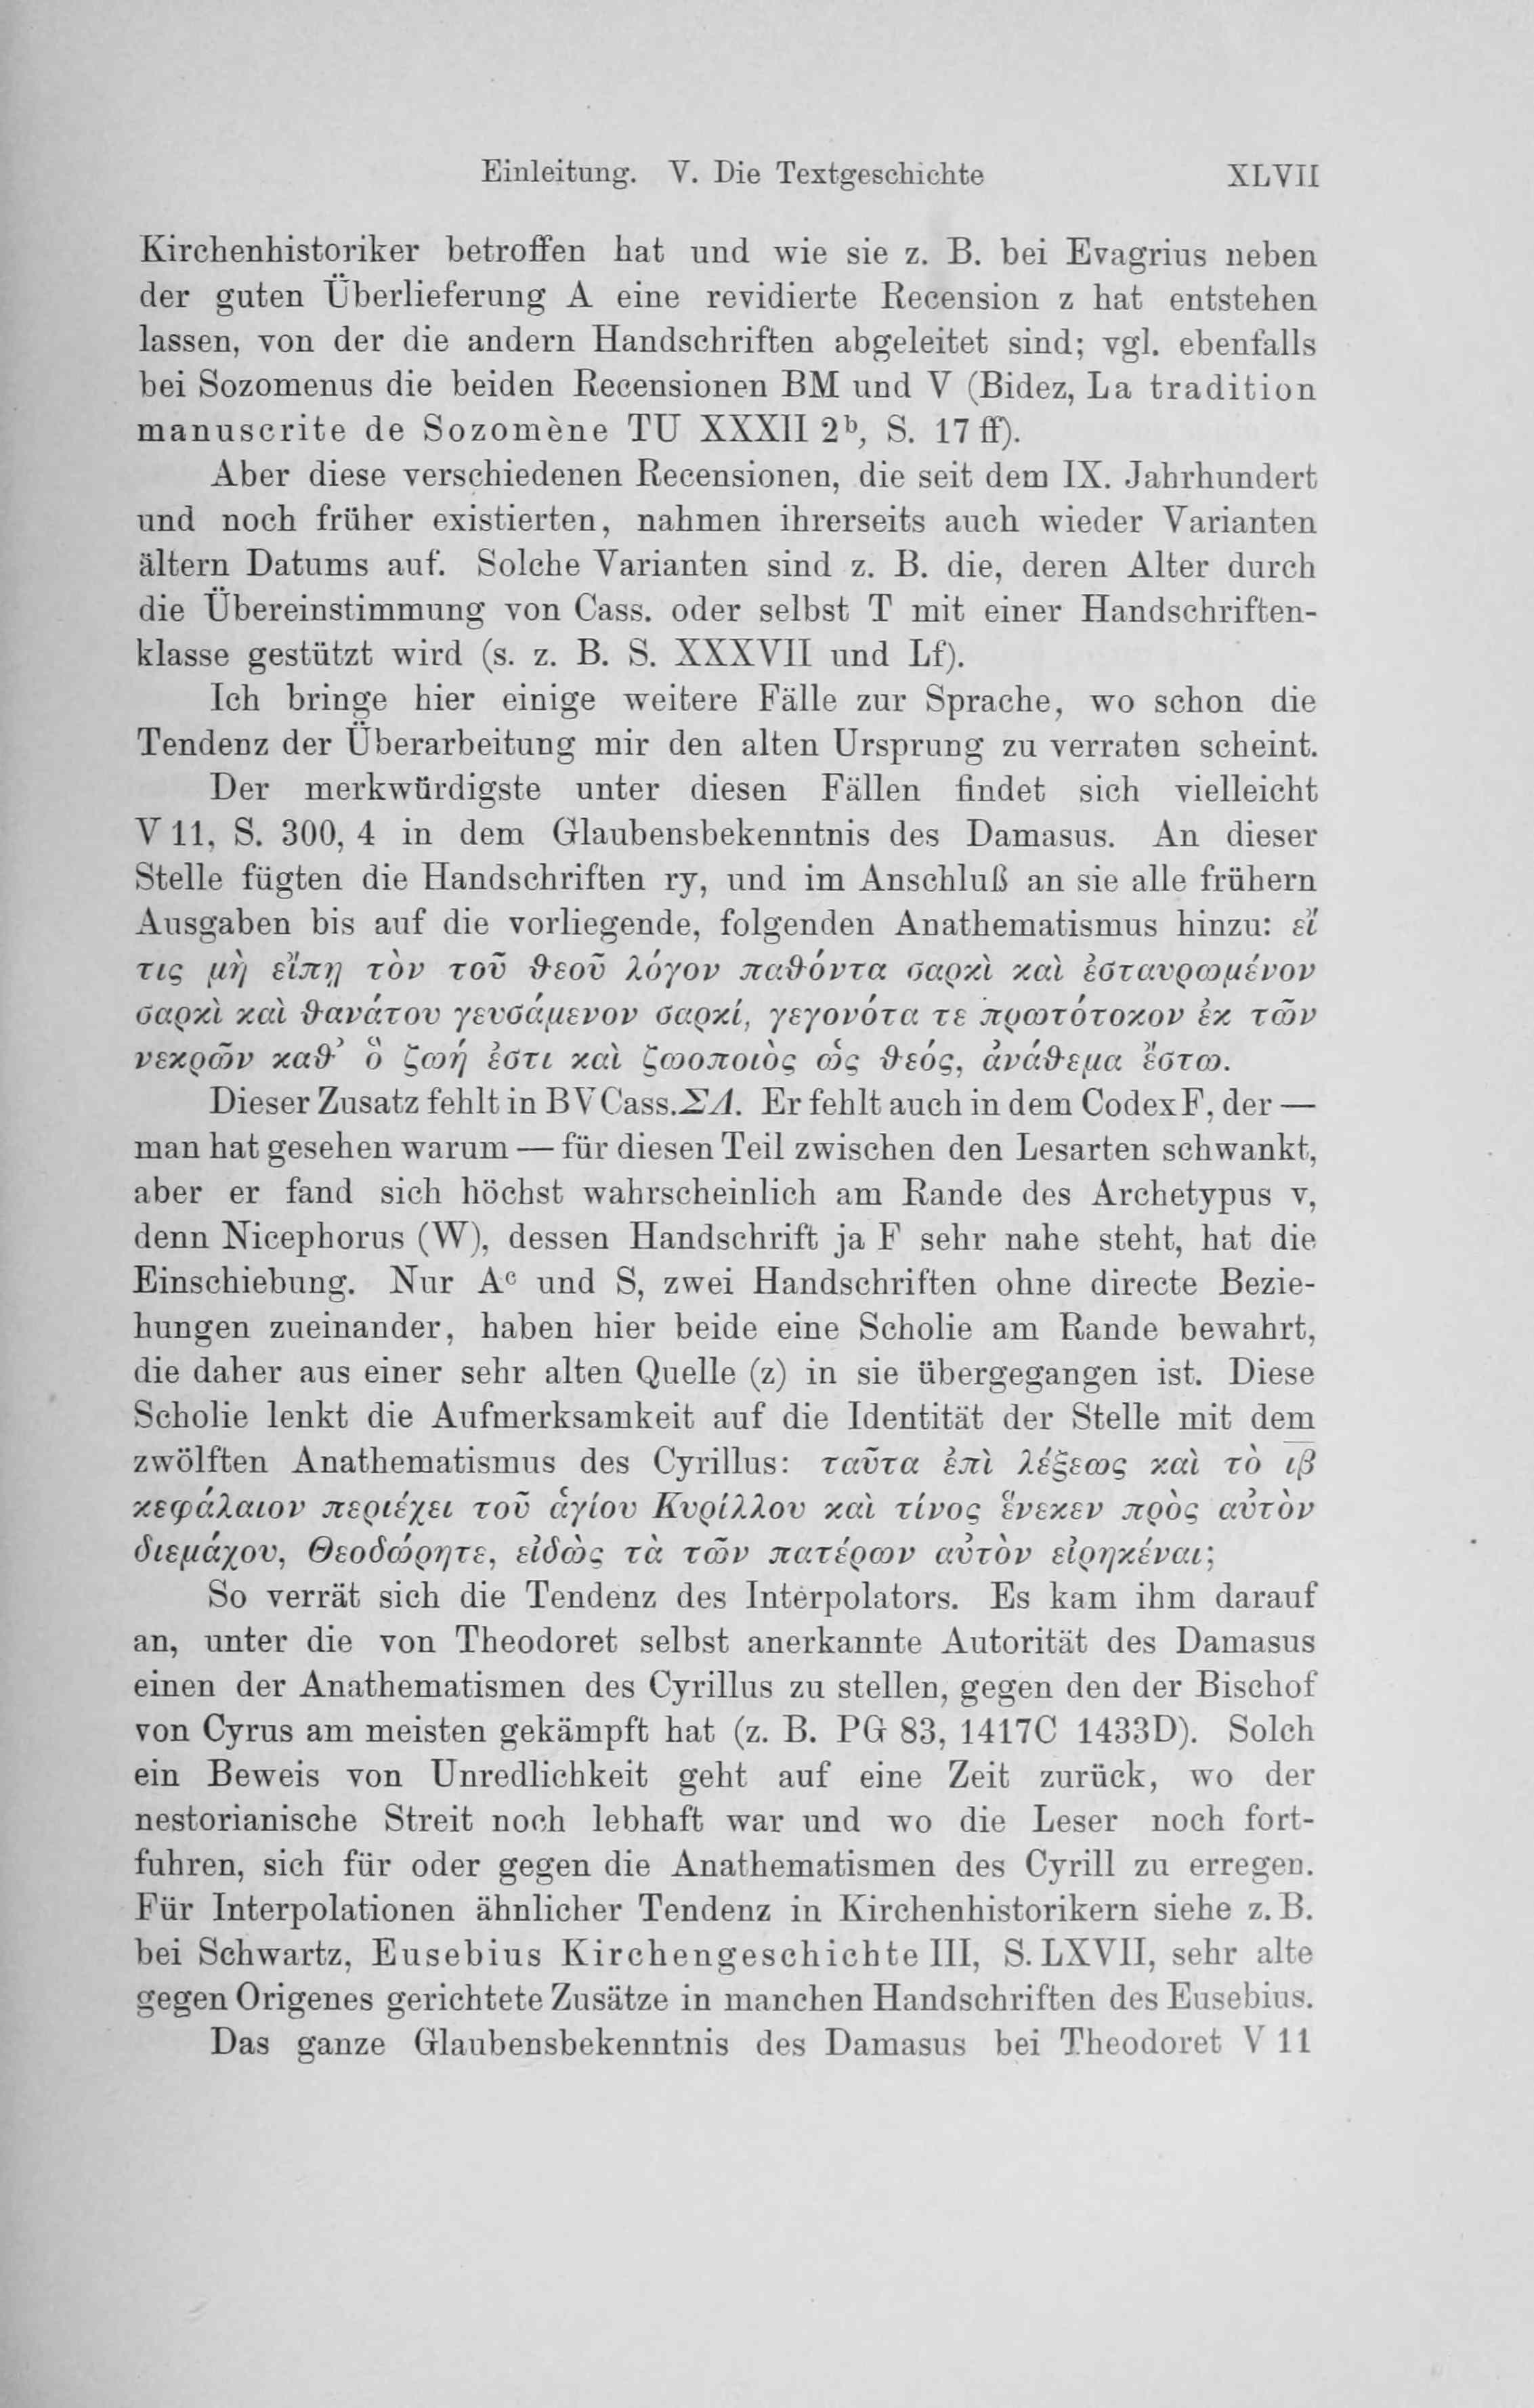 Einleitung. V. Die Textgeschichte XLVII
Kirchenhistoriker betroffen hat und wie sie z. B. bei Evagrius neben
der guten Überlieferung A eine revidierte Recension z hat entstehen
lassen, von der die andern Handschriften abgeleitet sind; vgl. ebenfalls
bei Sozomenus die beiden Recensionen BM und V (Bidez, La tradition
manuscrite de Sozomène TU XXXII 2ᵇ, S. 17 ff).
Aber diese verschiedenen Recensionen, die seit dem IX. Jahrhundert
und noch früher existierten, nahmen ihrerseits auch wieder Varianten
ältern Datums auf. Solche Varianten sind z. B. die, deren Alter durch
die Übereinstimmung von Cass. oder selbst T mit einer Handschriften-
klasse gestützt wird (s. z. B. S. XXXVII und Lf).
Ich bringe hier einige weitere Fälle zur Sprache, wo schon die
Tendenz der Überarbeitung mir den alten Ursprung zu verraten scheint.
Der merkwürdigste unter diesen Fällen findet sich vielleicht
V 11, S. 300, 4 in dem Glaubensbekenntnis des Damasus. An dieser
Stelle fügten die Handschriften ry, und im Anschluß an sie alle frühern
Ausgaben bis auf die vorliegende, folgenden Anathematismus hinzu: εἴ
τις μὴ εἴπῃ τὸν τοῦ θεοῦ λόγον παθόντα σαρκὶ καὶ ἐσταυρωμένον
σαρκὶ καὶ θανάτου γευσάμενον σαρκί, γεγονότα τε πρωτότοκον ἐκ τῶν
νεκρῶν καθ’ ὃ ζωή ἐστι καὶ ζωοποιὸς ὡς θεός, ἀνάθεμα ἔστω.
Dieser Zusatz fehlt in BV Cass. ΣΛ. Er fehlt auch in dem Codex F, der —
man hat gesehen warum — für diesen Teil zwischen den Lesarten schwankt,
aber er fand sich höchst wahrscheinlich am Rande des Archetypus v,
denn Nicephorus (W), dessen Handschrift ja F sehr nahe steht, hat die
Einschiebung. Nur Aᶜ und S, zwei Handschriften ohne directe Bezie-
hungen zueinander, haben hier beide eine Scholie am Rande bewahrt,
die daher aus einer sehr alten Quelle (z) in sie übergegangen ist. Diese
Scholie lenkt die Aufmerksamkeit auf die Identität der Stelle mit dem
zwölften Anathematismus des Cyrillus: ταῦτα ἐπὶ λέξεως καὶ τὸ ι̅β̅
κεφάλαιον περιέχει τοῦ ἁγίου Κυρίλλου καὶ τίνος ἕνεκεν πρὸς αὐτὸν
διεμάχου, Θεοδώρητε, εἰδὼς τὰ τῶν πατέρων αὐτὸν εἰρηκέναι;
So verrät sich die Tendenz des Interpolators. Es kam ihm darauf
an, unter die von Theodoret selbst anerkannte Autorität des Damasus
einen der Anathematismen des Cyrillus zu stellen, gegen den der Bischof
von Cyrus am meisten gekämpft hat (z. B. PG 83, 1417C 1433D). Solch
ein Beweis von Unredlichkeit geht auf eine Zeit zurück, wo der
nestorianische Streit noch lebhaft war und wo die Leser noch fort-
fuhren, sich für oder gegen die Anathematismen des Cyrill zu erregen.
Für Interpolationen ähnlicher Tendenz in Kirchenhistorikern siehe z. B.
bei Schwartz, Eusebius Kirchengeschichte III, S. LXVII, sehr alte
gegen Origenes gerichtete Zusätze in manchen Handschriften des Eusebius.
Das ganze Glaubensbekenntnis des Damasus bei Theodoret V 11